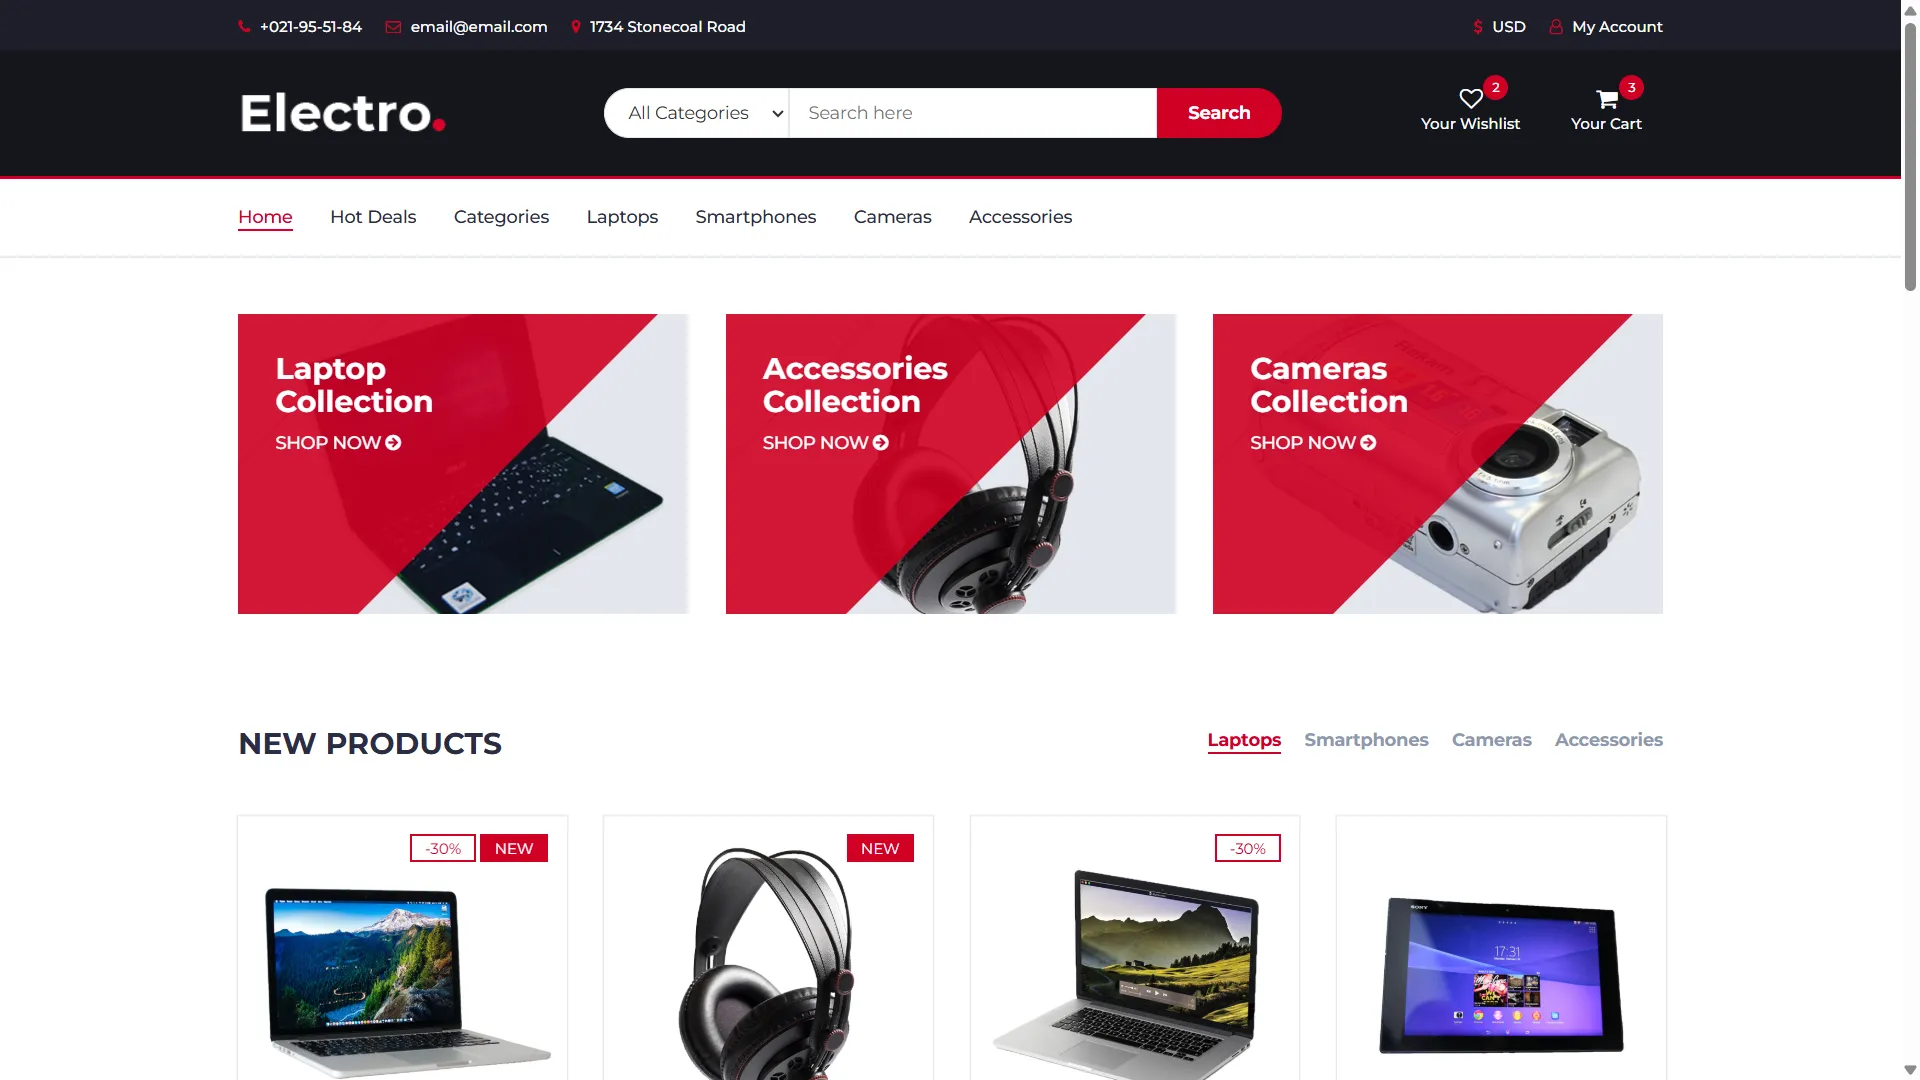 +021-95-51-84 email@email.com 1734 Stonecoal Road USD My Account
Electro.
All Categories Search here Search
2
Your Wishlist
3
Your Cart
Home Hot Deals Categories Laptops Smartphones Cameras Accessories
Laptop
Collection
SHOP NOW
Accessories
Collection
SHOP NOW
Cameras
Collection
SHOP NOW
NEW PRODUCTS
Laptops Smartphones Cameras Accessories
-30% NEW
NEW
-30%
SONY
17:31